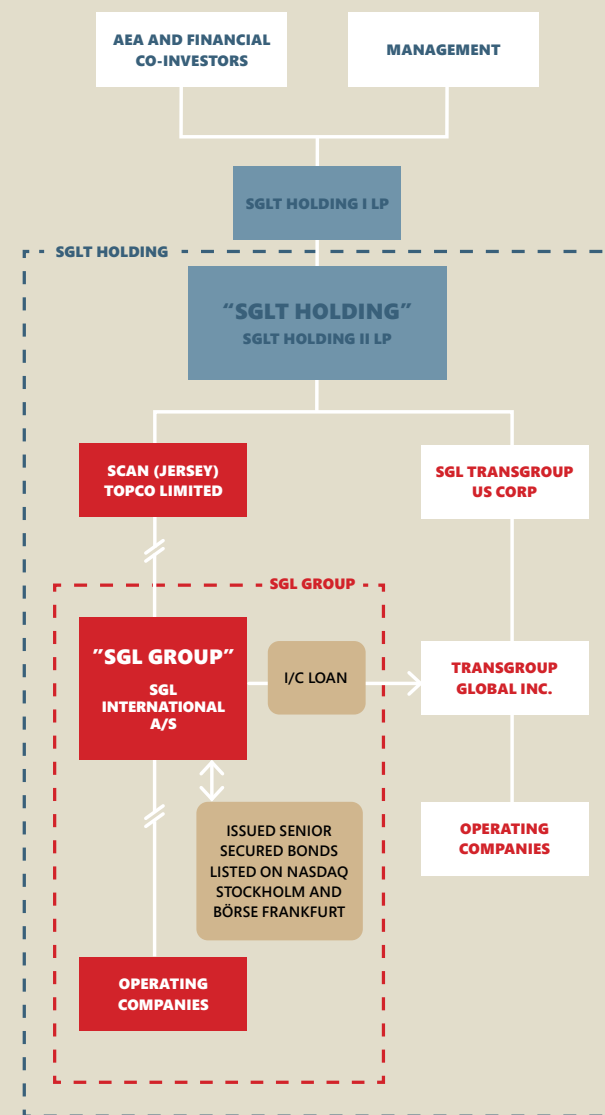 AEA AND FINANCIAL
CO-INVESTORS
MANAGEMENT
SGLT HOLDING I LP
SGLT HOLDING
"SGLT HOLDING"
SGLT HOLDING II LP
SCAN (JERSEY)
TOPCO LIMITED
SGL TRANSGROUP
US CORP
SGL GROUP
”SGL GROUP”
SGL
INTERNATIONAL
A/S
I/C LOAN
TRANSGROUP
GLOBAL INC.
ISSUED SENIOR
SECURED BONDS
LISTED ON NASDAQ
STOCKHOLM AND
BÖRSE FRANKFURT
OPERATING
COMPANIES
OPERATING
COMPANIES